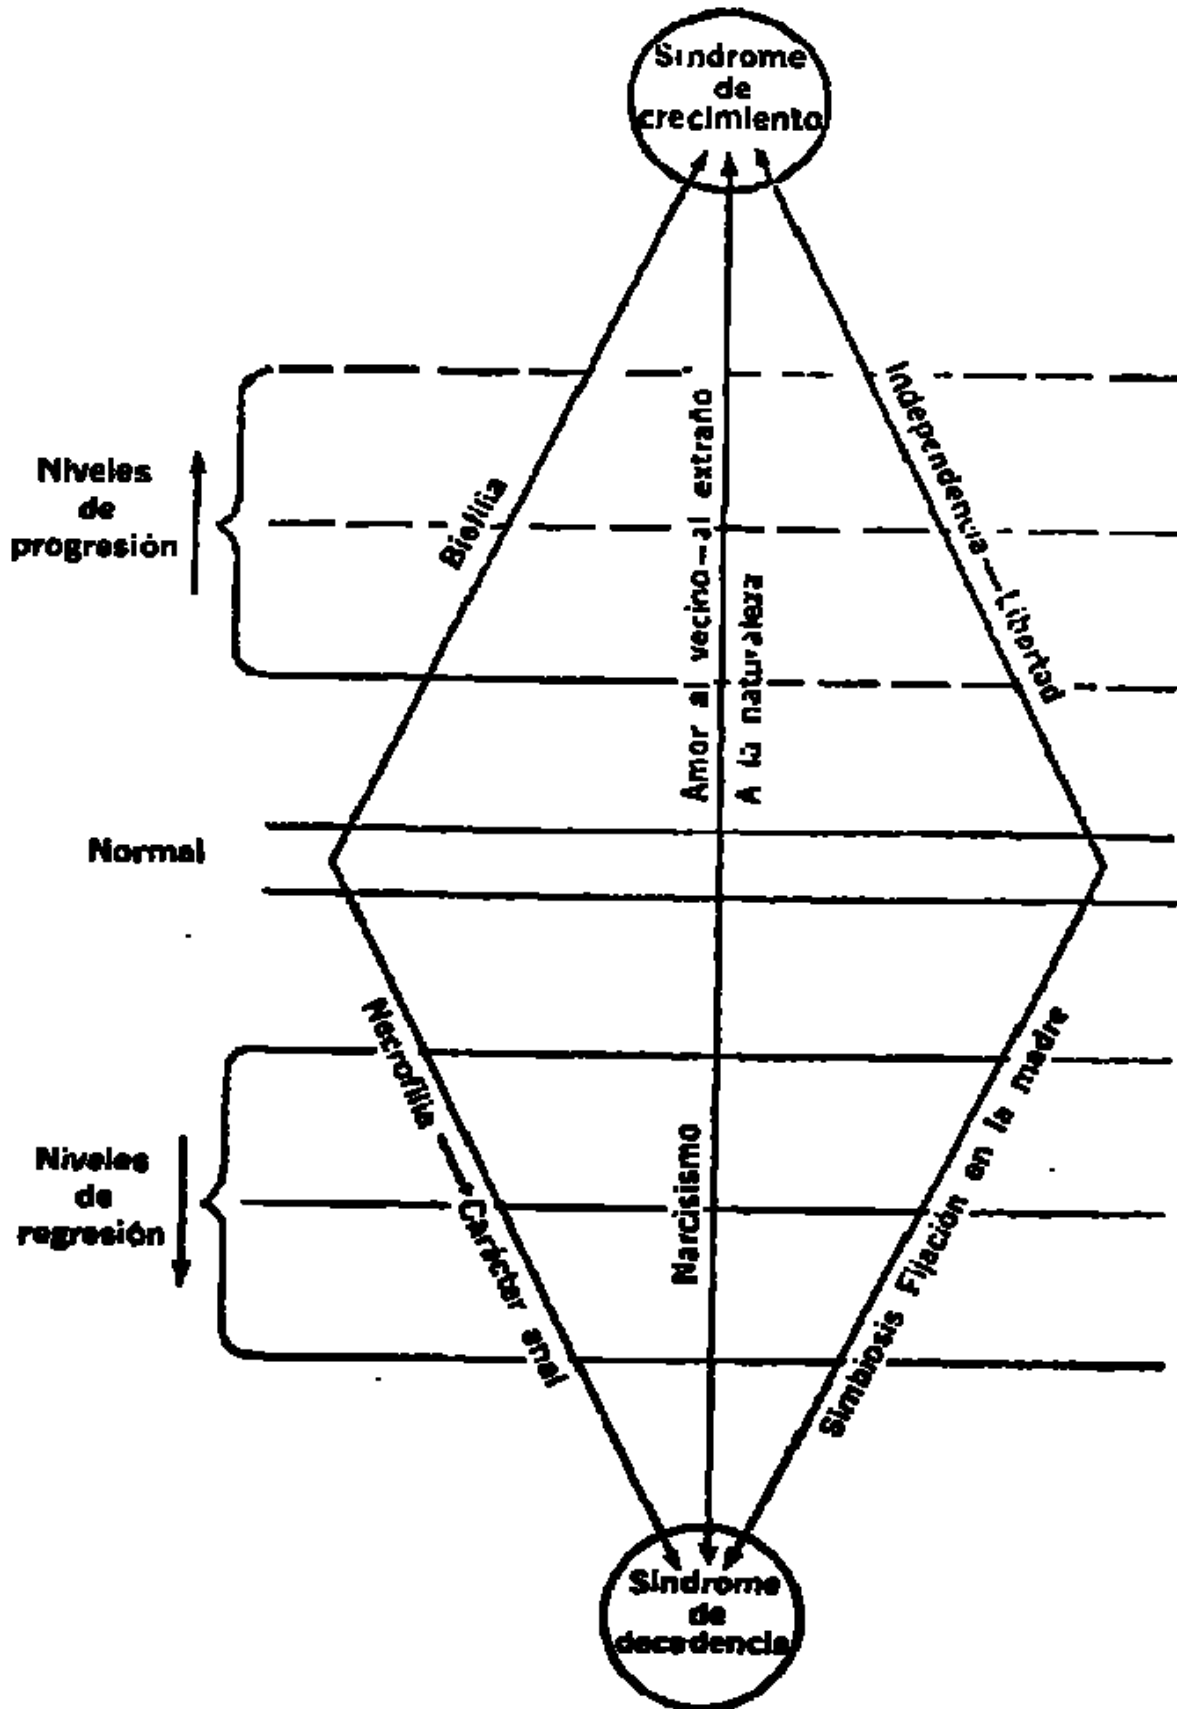 Síndrome
de
crecimiento
Niveles
de
progresión
Biofilia
Amor al vecino—al extraño
A la naturaleza
Independencia—Libertad
Normal
Necrofilia—Carácter anal
Narcisismo
Simbiosis Fijación en la madre
Niveles
de
regresión
Síndrome
de
decadencia